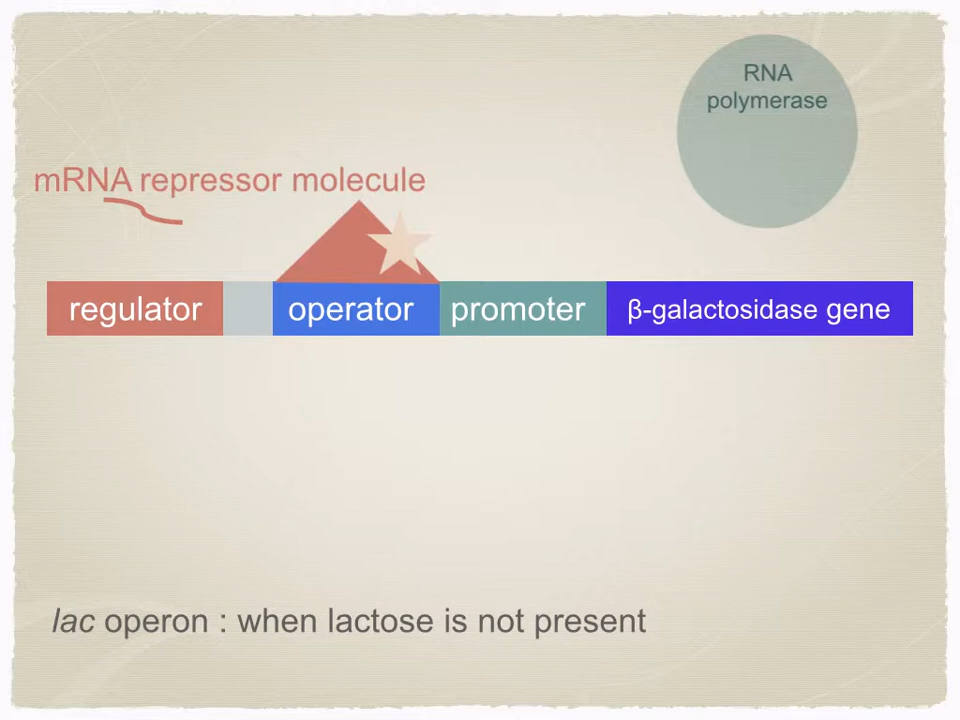 RNA
polymerase
mRNA repressor molecule
regulator operator promoter β-galactosidase gene
lac operon : when lactose is not present